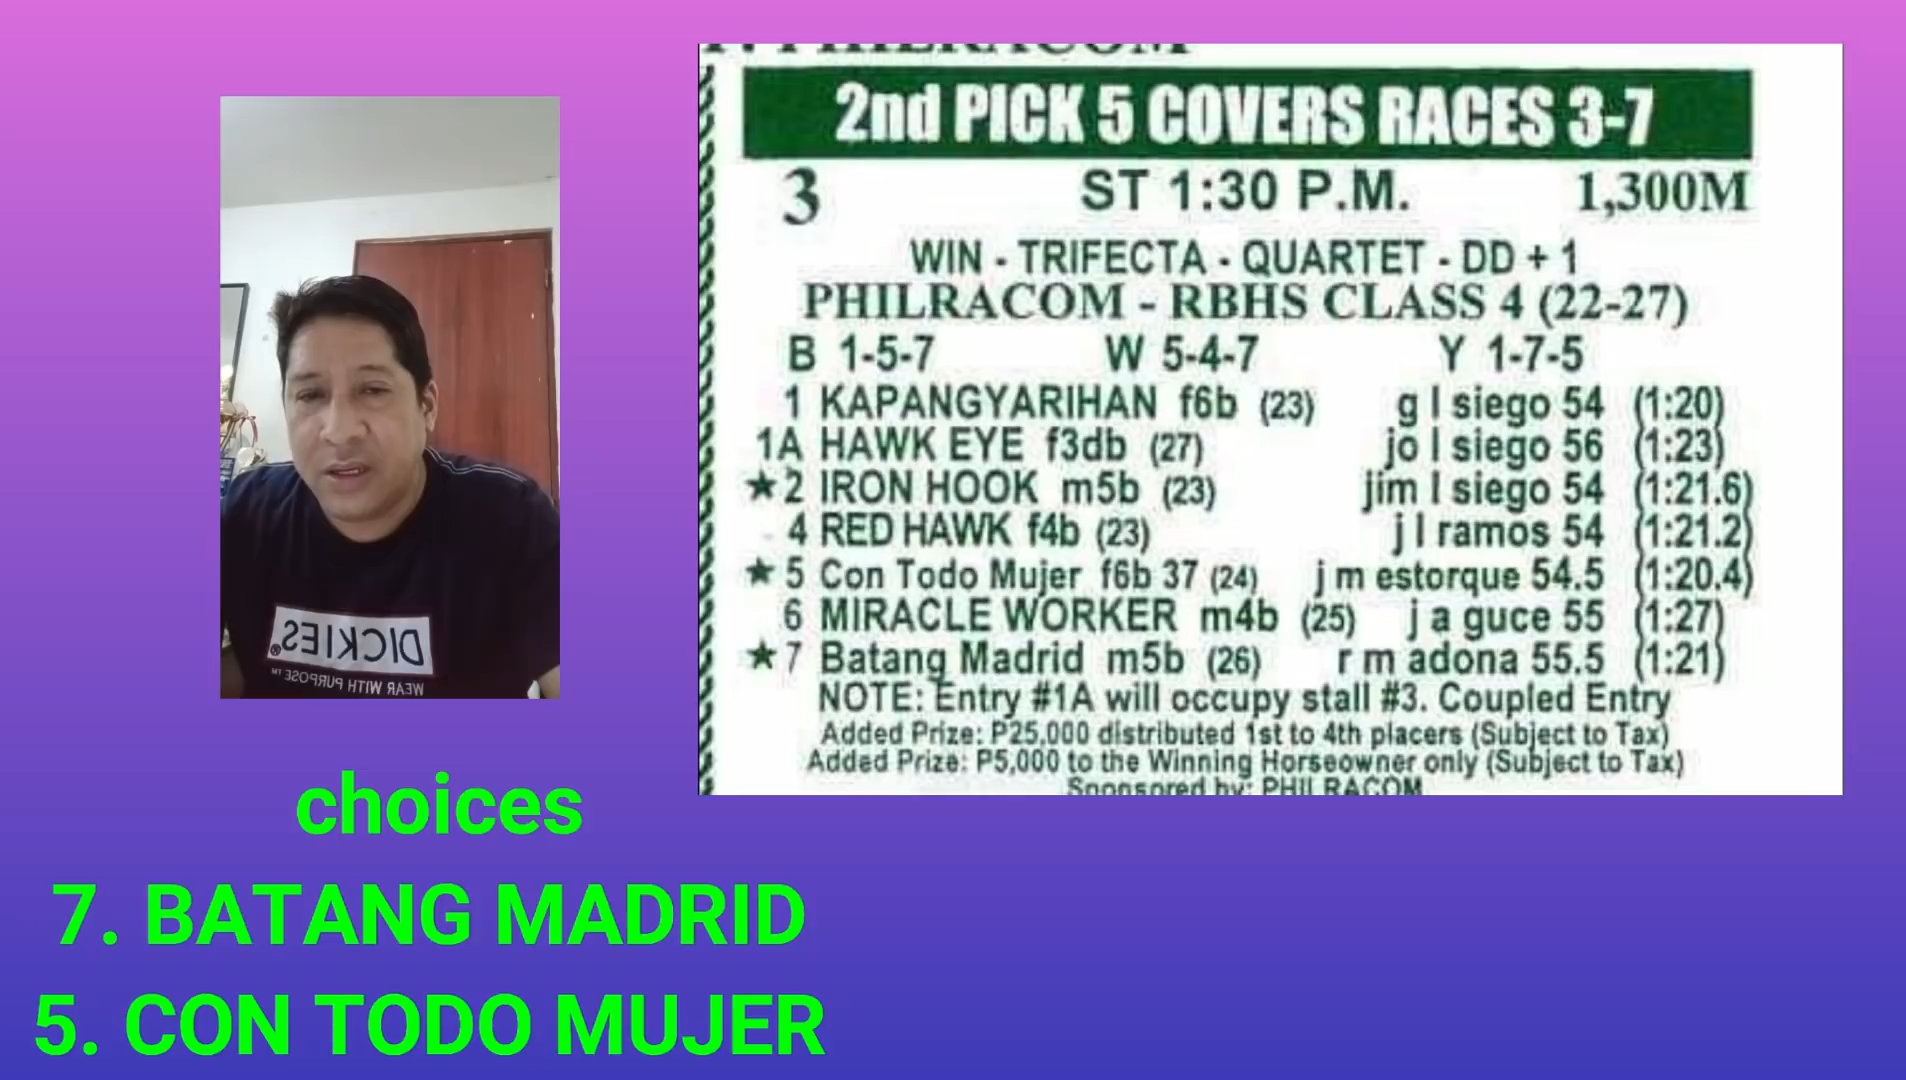 PHILRACOM
2nd PICK 5 COVERS RACES 3-7
3 ST 1:30 P.M. 1,300M
WIN - TRIFECTA - QUARTET - DD + 1
PHILRACOM - RBHS CLASS 4 (22-27)
B 1-5-7 W 5-4-7 Y 1-7-5
1 KAPANGYARIHAN f6b (23) g l siego 54 (1:20)
1A HAWK EYE f3db (27) jo l siego 56 (1:23)
★2 IRON HOOK m5b (23) jim l siego 54 (1:21.6)
4 RED HAWK f4b (23) j l ramos 54 (1:21.2)
★5 Con Todo Mujer f6b 37 (24) j m estorque 54.5 (1:20.4)
6 MIRACLE WORKER m4b (25) j a guce 55 (1:27)
★7 Batang Madrid m5b (26) r m adona 55.5 (1:21)
NOTE: Entry #1A will occupy stall #3. Coupled Entry
Added Prize: P25,000 distributed 1st to 4th placers (Subject to Tax)
Added Prize: P5,000 to the Winning Horseowner only (Subject to Tax)
Sponsored by: PHILRACOM
DICKIES®
WEAR WITH PURPOSE™
choices
7. BATANG MADRID
5. CON TODO MUJER